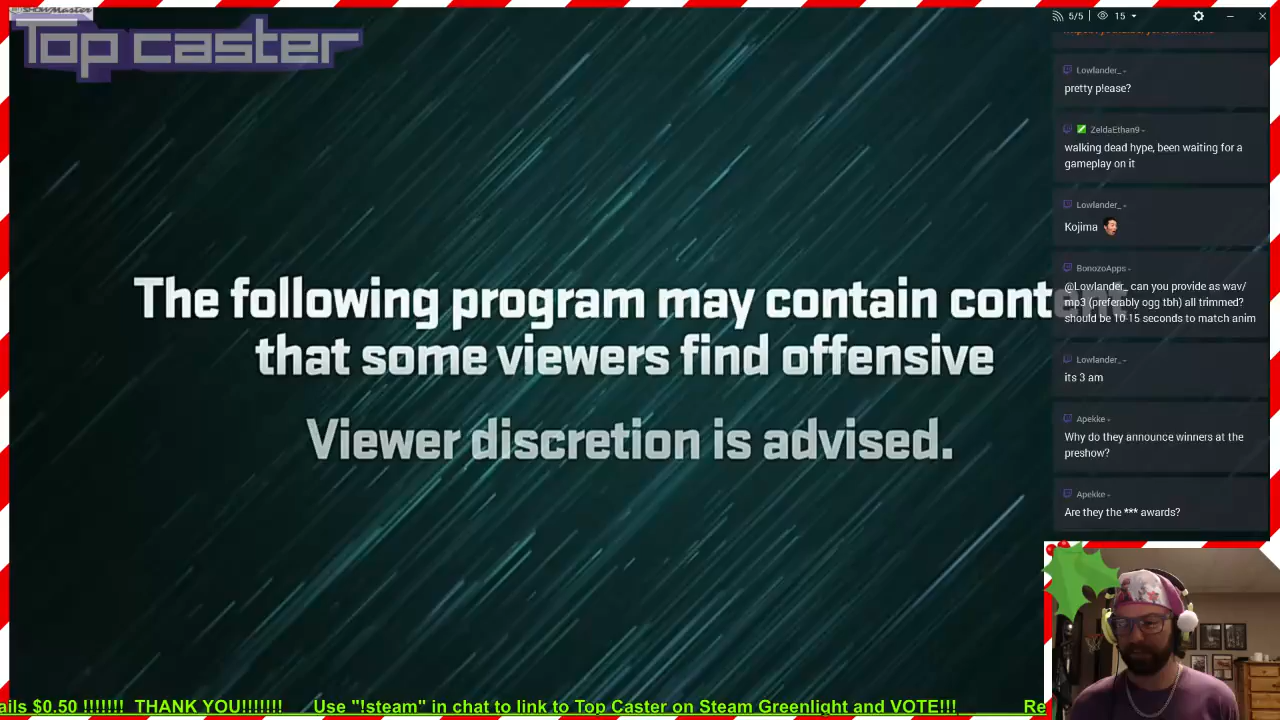 Top caster
5/5 | 15
Lowlander_
pretty please?
ZeldaEthan9
walking dead hype, been waiting for a
gameplay on it
Lowlander_
Kojima
BonozoApps
@Lowlander_ can you provide as wav/
mp3 (preferably ogg tbh) all trimmed?
should be 10-15 seconds to match anim
Lowlander_
its 3 am
Apekke
Why do they announce winners at the
preshow?
Apekke
Are they the *** awards?
The following program may contain content
that some viewers find offensive
Viewer discretion is advised.
ails $0.50 !!!!!!! THANK YOU!!!!!!! Use "!steam" in chat to link to Top Caster on Steam Greenlight and VOTE!!! Re